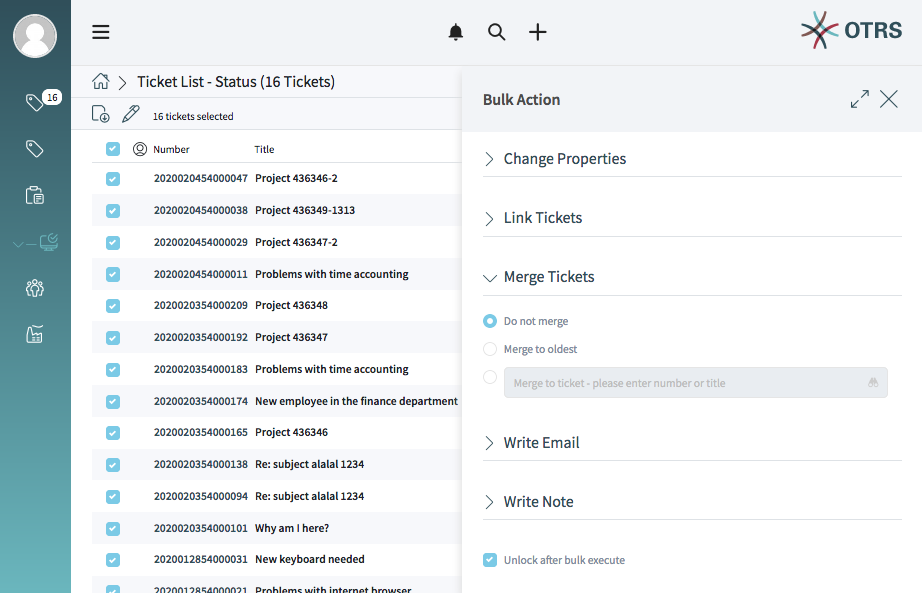 OTRS
16
Ticket List - Status (16 Tickets)
16 tickets selected
Number Title
2020020454000047 Project 436346-2
2020020454000038 Project 436349-1313
2020020454000029 Project 436347-2
2020020454000011 Problems with time accounting
2020020354000209 Project 436348
2020020354000192 Project 436347
2020020354000183 Problems with time accounting
2020020354000174 New employee in the finance department
2020020354000165 Project 436346
2020020354000138 Re: subject alalal 1234
2020020354000094 Re: subject alalal 1234
2020020354000101 Why am I here?
2020012854000031 New keyboard needed
2020012854000021 Problems with internet browser
Bulk Action
Change Properties
Link Tickets
Merge Tickets
Do not merge
Merge to oldest
Merge to ticket - please enter number or title
Write Email
Write Note
Unlock after bulk execute